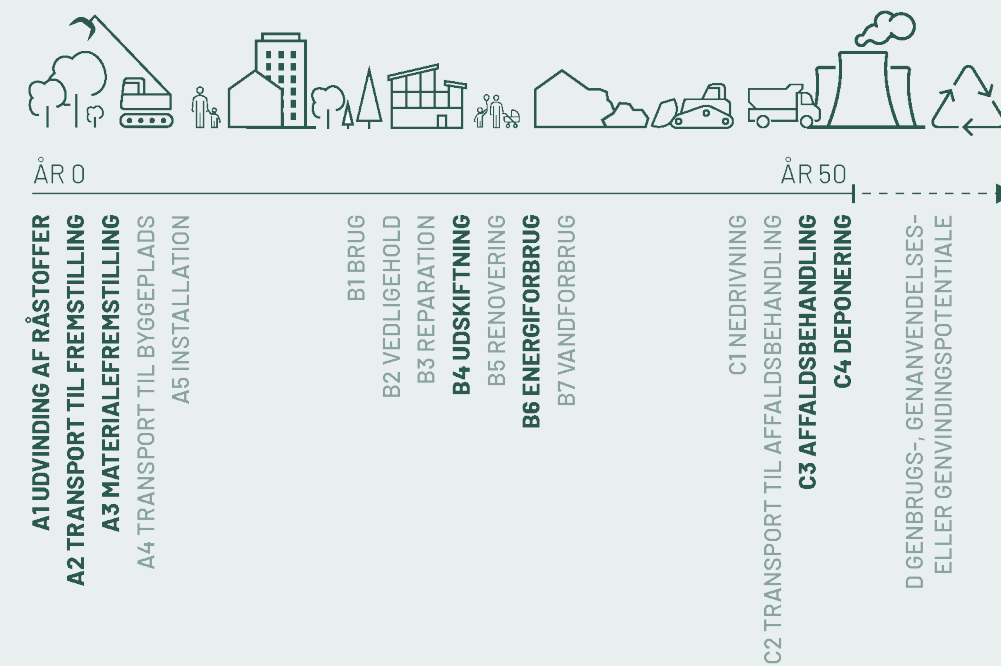 ÅR 0
ÅR 50
A1 UDVINDING AF RÅSTOFFER
A2 TRANSPORT TIL FREMSTILLING
A3 MATERIALEFREMSTILLING
A4 TRANSPORT TIL BYGGEPLADS
A5 INSTALLATION
B1 BRUG
B2 VEDLIGEHOLD
B3 REPARATION
B4 UDSKIFTNING
B5 RENOVERING
B6 ENERGIFORBRUG
B7 VANDFORBRUG
C1 NEDRIVNING
C2 TRANSPORT TIL AFFALDSBEHANDLING
C3 AFFALDSBEHANDLING
C4 DEPONERING
D GENBRUGS-, GENANVENDELSES-
ELLER GENVINDINGSPOTENTIALE